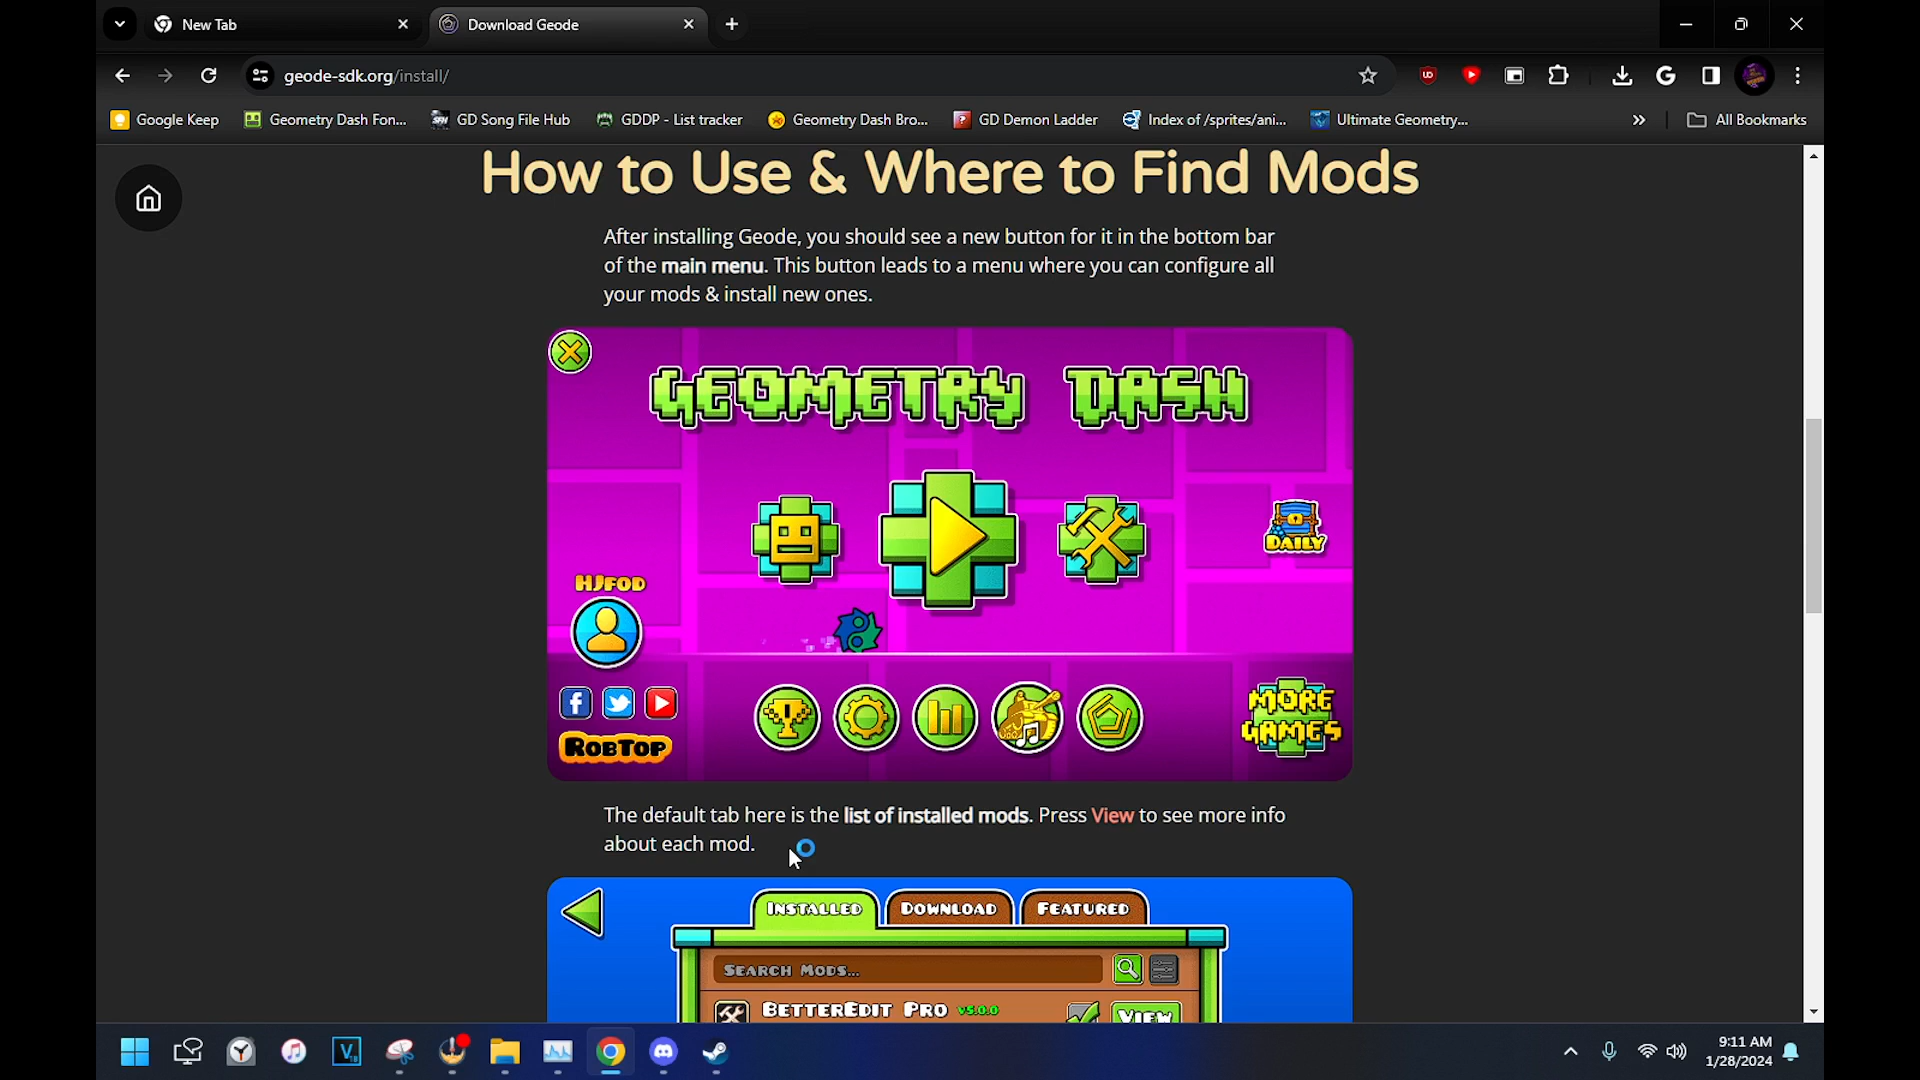 New Tab
Download Geode
geode-sdk.org/install/
Google Keep
Geometry Dash Fon...
GD Song File Hub
GDDP - List tracker
Geometry Dash Bro...
GD Demon Ladder
Index of /sprites/ani...
Ultimate Geometry...
All Bookmarks
How to Use & Where to Find Mods
After installing Geode, you should see a new button for it in the bottom bar
of the main menu. This button leads to a menu where you can configure all
your mods & install new ones.
GEOMETRY DASH
DAILY
HJFOD
ROBTOP
MORE
GAMES
The default tab here is the list of installed mods. Press View to see more info
about each mod.
INSTALLED
DOWNLOAD
FEATURED
SEARCH MODS...
BETTEREDIT PRO v5.0.0
VIEW
9:11 AM
1/28/2024